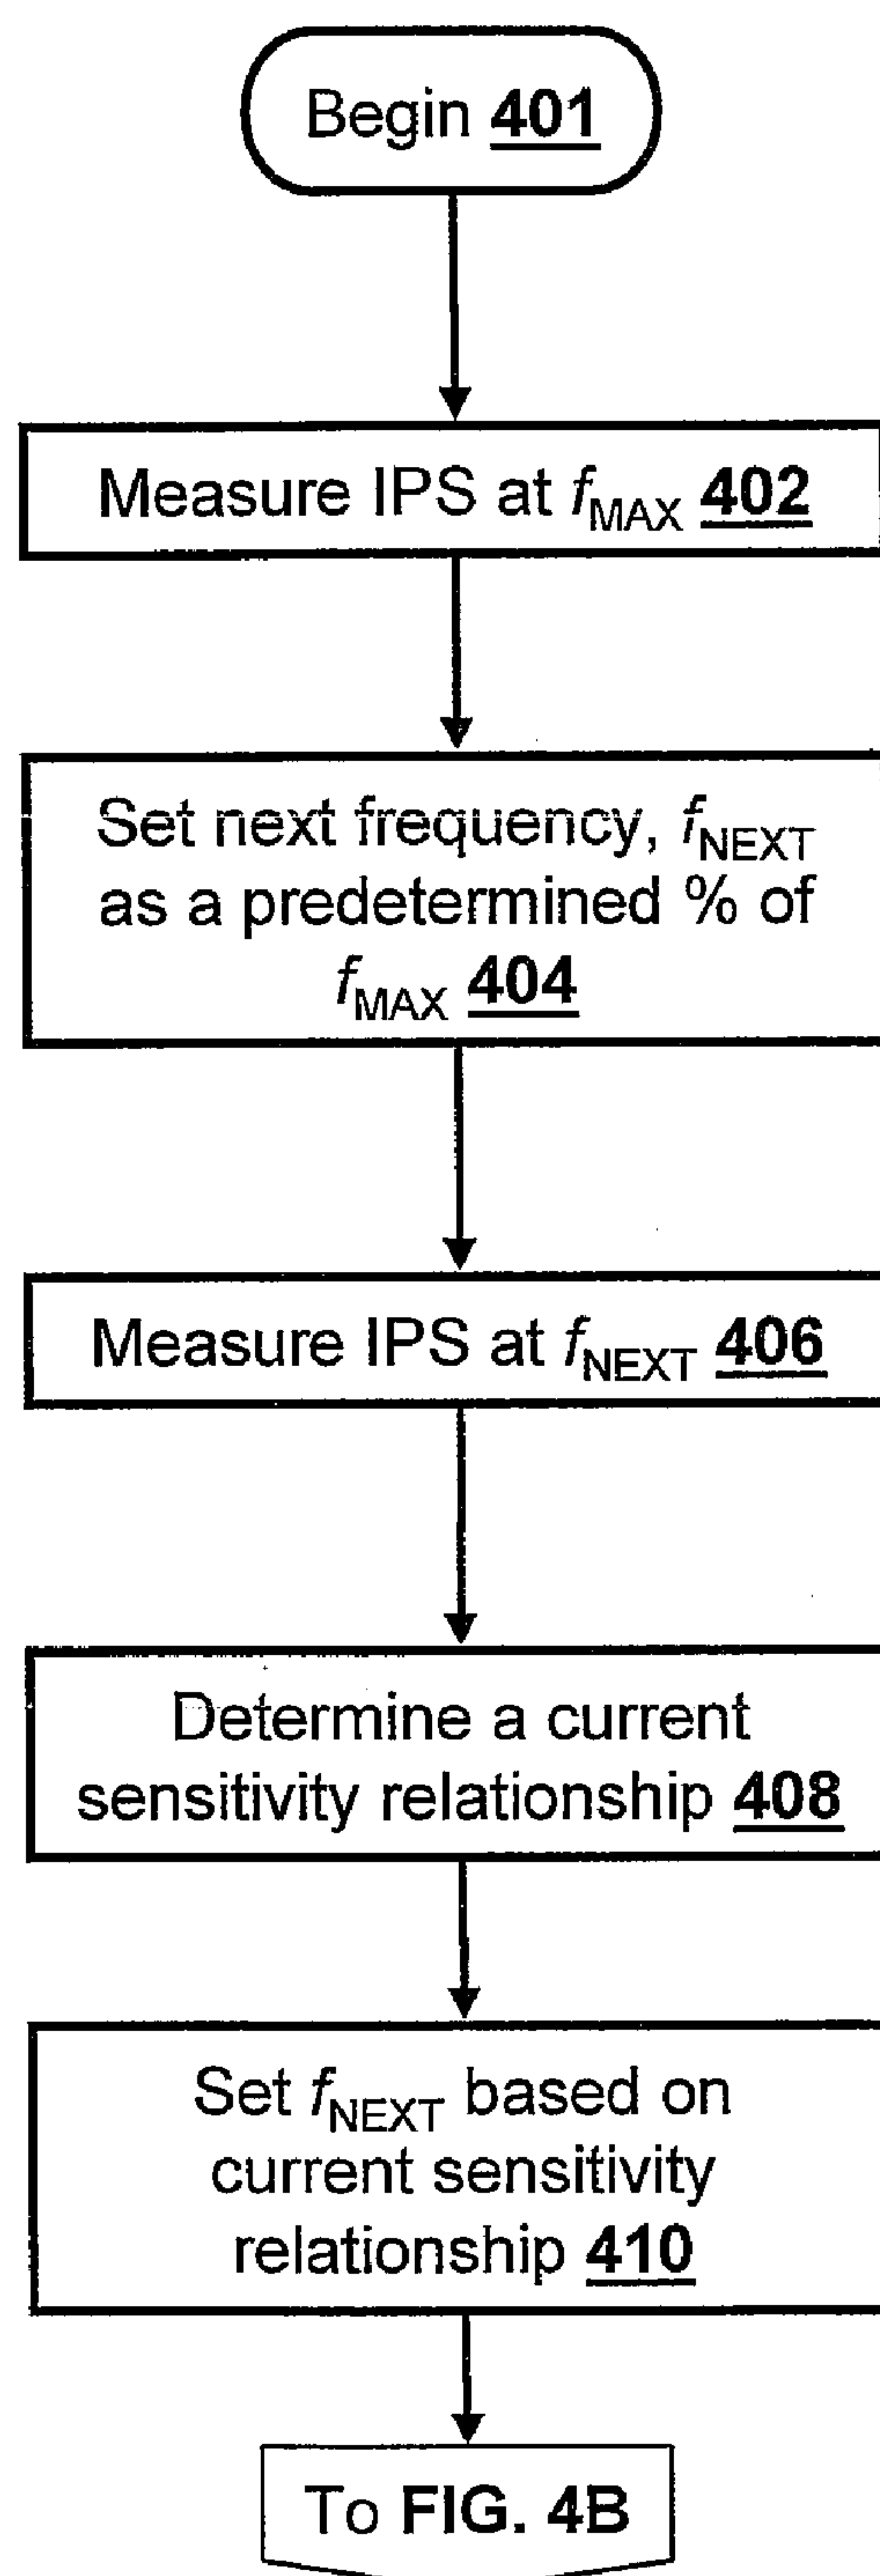 Begin 401
Measure IPS at fMAX 402
Set next frequency, fNEXT
as a predetermined % of
fMAX 404
Measure IPS at fNEXT 406
Determine a current
sensitivity relationship 408
Set fNEXT based on
current sensitivity
relationship 410
To FIG. 4B